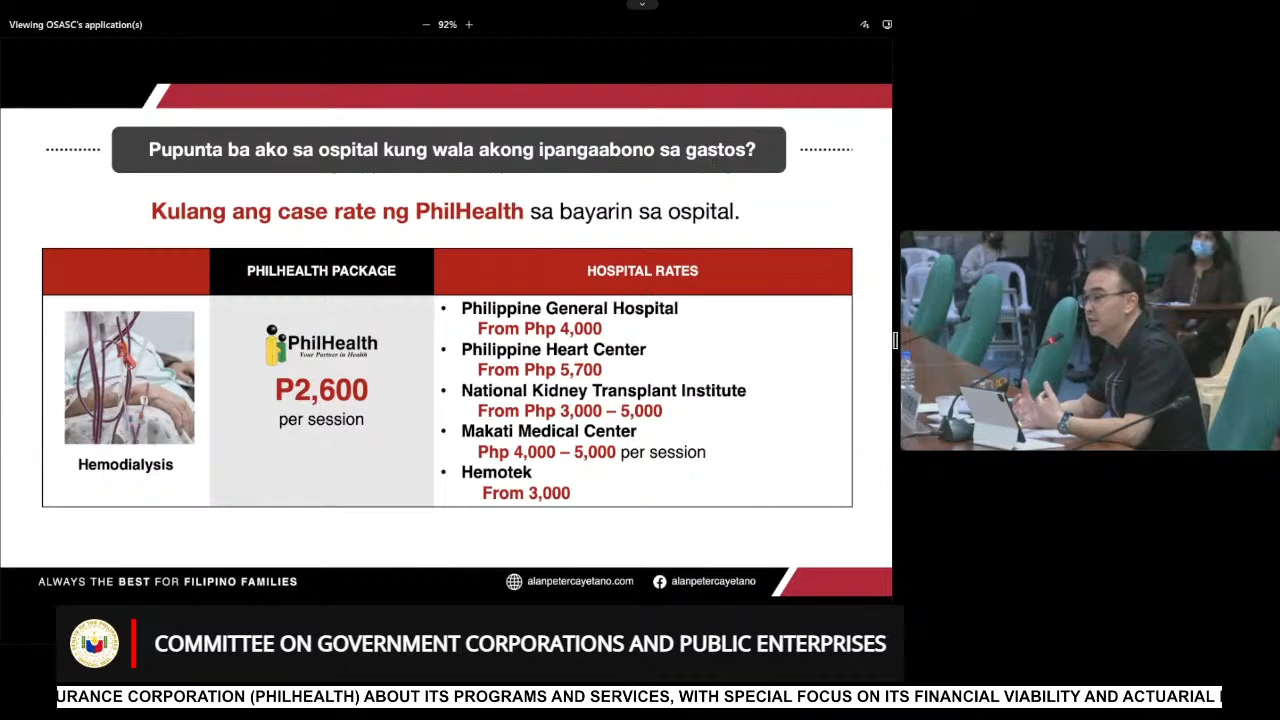 Viewing OSASC's application(s)
− 92% +
Pupunta ba ako sa ospital kung wala akong ipangaabono sa gastos?
Kulang ang case rate ng PhilHealth sa bayarin sa ospital.
PHILHEALTH PACKAGE
HOSPITAL RATES
Hemodialysis
PhilHealth
Your Partner in Health
P2,600
per session
• Philippine General Hospital
From Php 4,000
• Philippine Heart Center
From Php 5,700
• National Kidney Transplant Institute
From Php 3,000 – 5,000
• Makati Medical Center
Php 4,000 – 5,000 per session
• Hemotek
From 3,000
ALWAYS THE BEST FOR FILIPINO FAMILIES
alanpetercayetano.com
alanpetercayetano
COMMITTEE ON GOVERNMENT CORPORATIONS AND PUBLIC ENTERPRISES
URANCE CORPORATION (PHILHEALTH) ABOUT ITS PROGRAMS AND SERVICES, WITH SPECIAL FOCUS ON ITS FINANCIAL VIABILITY AND ACTUARIAL